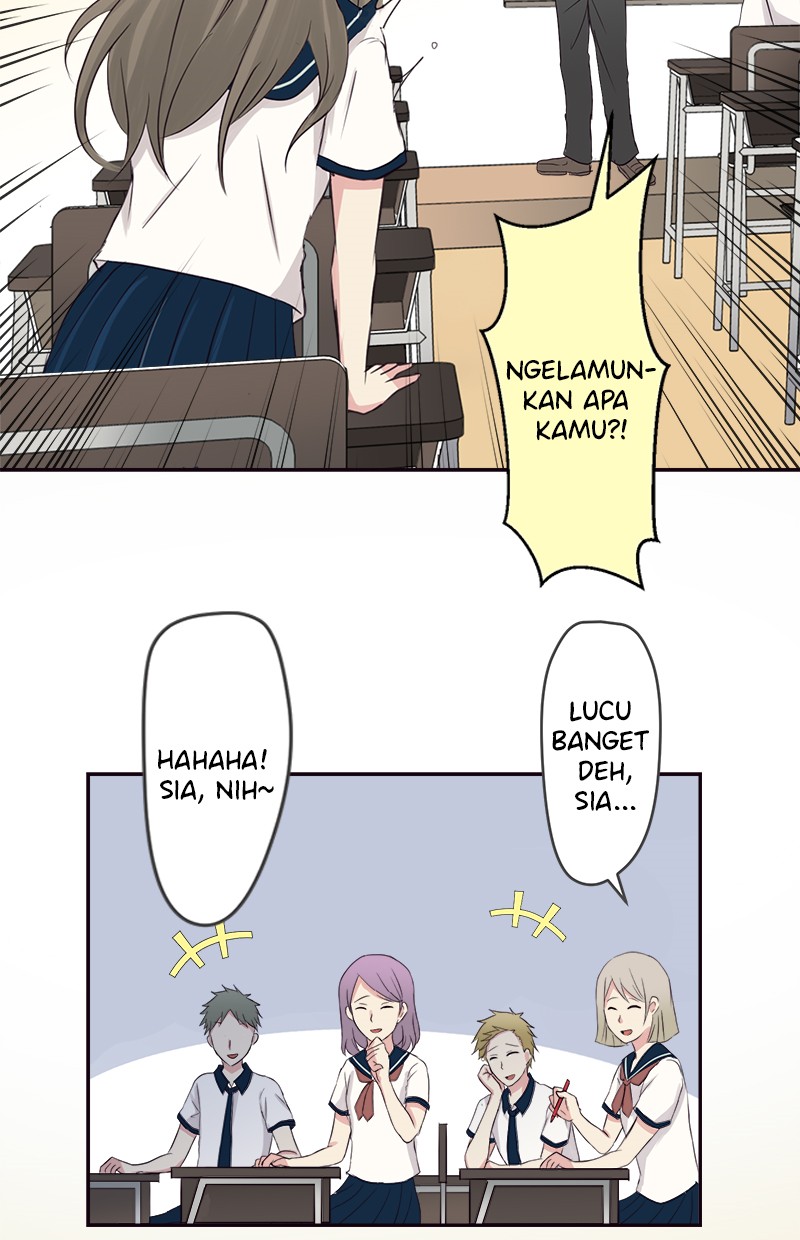 NGELAMUN-
KAN APA
KAMU?!
LUCU
BANGET
DEH,
SIA...
HAHAHA!
SIA, NIH~